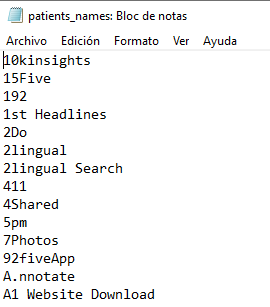 patients_names: Bloc de notas
Archivo Edición Formato Ver Ayuda
10kinsights
15Five
192
1st Headlines
2Do
2lingual
2lingual Search
411
4Shared
5pm
7Photos
92fiveApp
A.nnotate
A1 Website Download